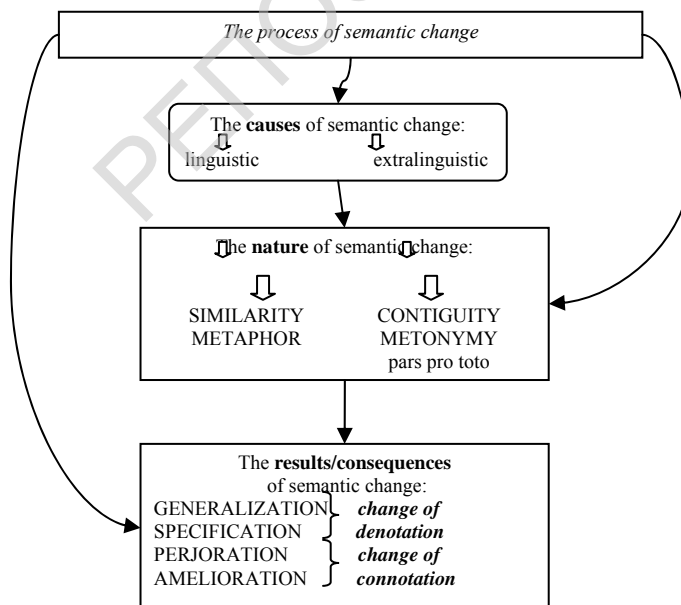 The process of semantic change
The causes of semantic change:
linguistic extralinguistic
The nature of semantic change:
SIMILARITY CONTIGUITY
METAPHOR METONYMY
pars pro toto
The results/consequences
of semantic change:
GENERALIZATION change of
SPECIFICATION denotation
PERJORATION change of
AMELIORATION connotation
РЕПО